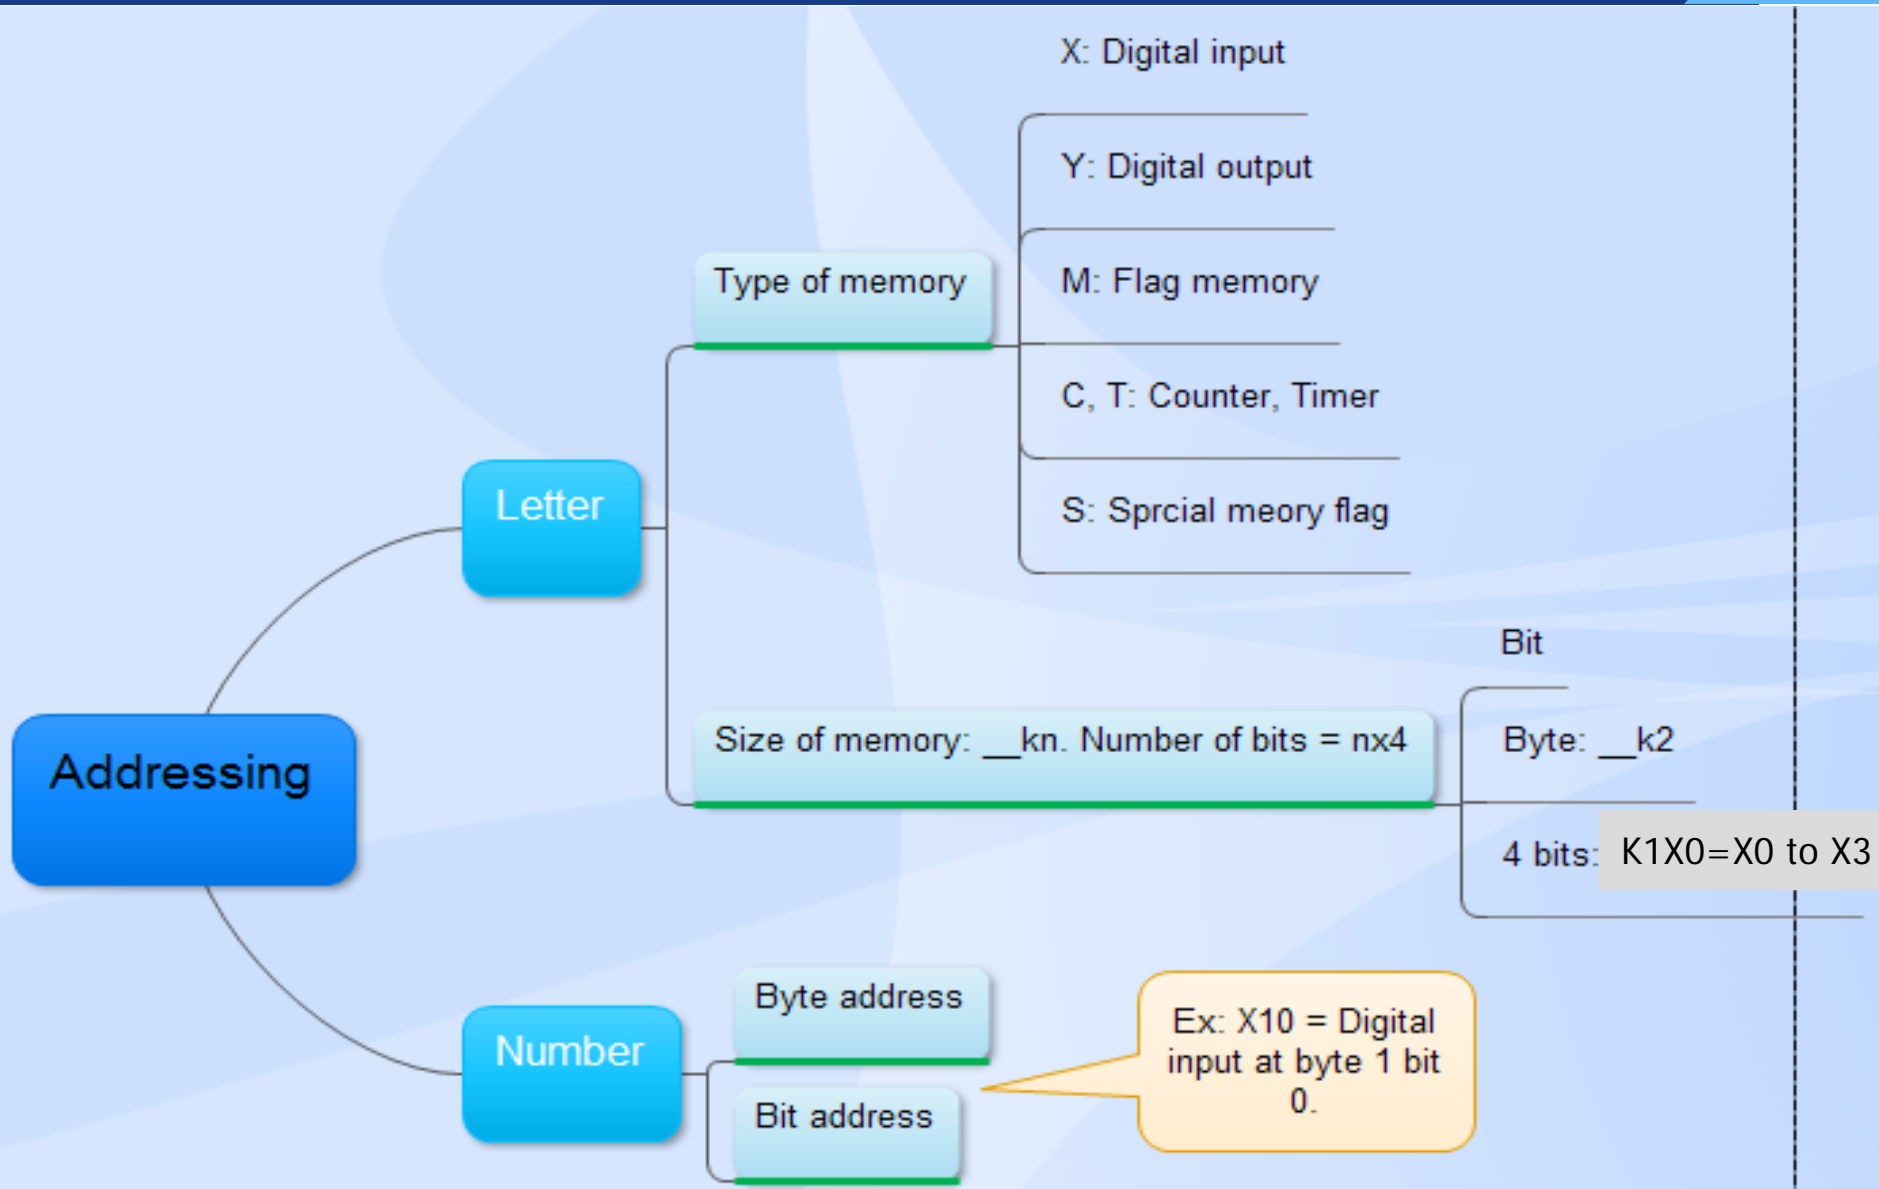 X: Digital input
Y: Digital output
Type of memory
M: Flag memory
C, T: Counter, Timer
Letter
S: Sprcial meory flag
Bit
Size of memory: __kn. Number of bits = nx4
Byte: __k2
Addressing
4 bits: K1X0=X0 to X3
Byte address
Number
Bit address
Ex: X10 = Digital
input at byte 1 bit
0.